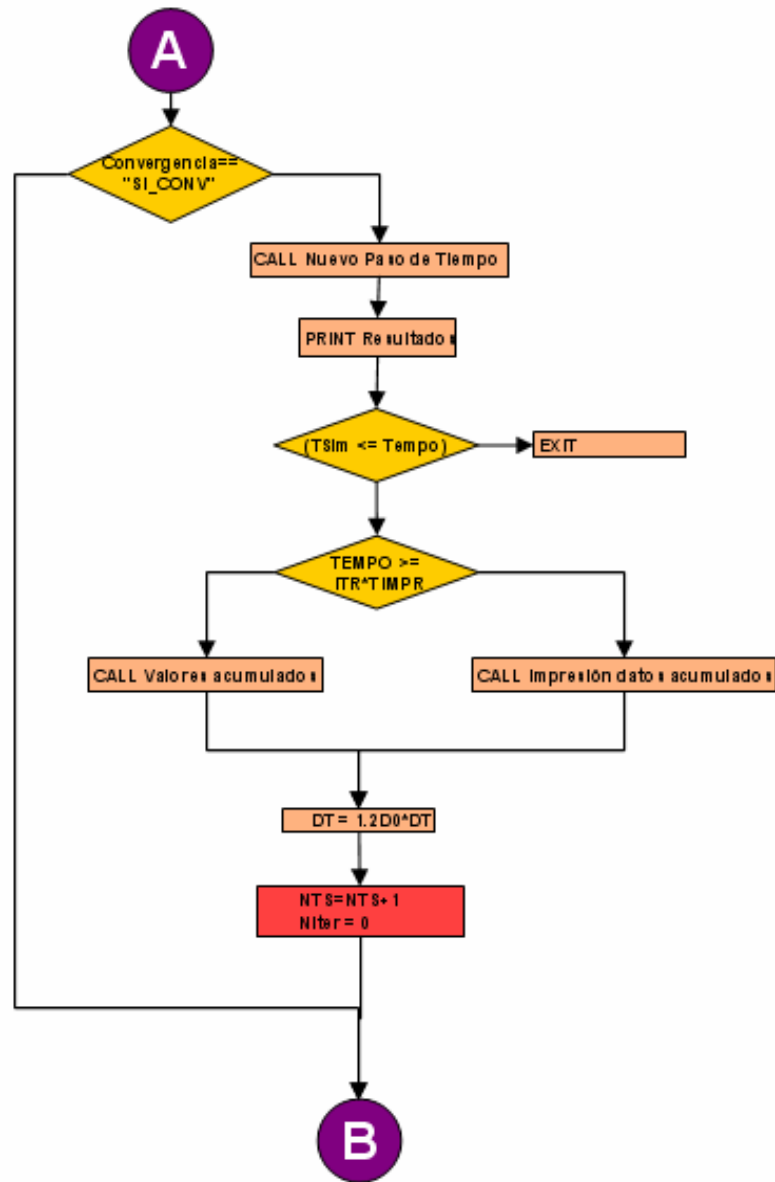 A
Convergencia==
"SI_CONV"
CALL Nuevo Paso de Tiempo
PRINT Resultados
(TSim <= Tempo)
EXIT
TEMPO >=
ITR*TIMPR
CALL Valores acumulados
CALL Impresión datos acumulados
DT = 1.2D0*DT
NTS=NTS+1
NIter = 0
B